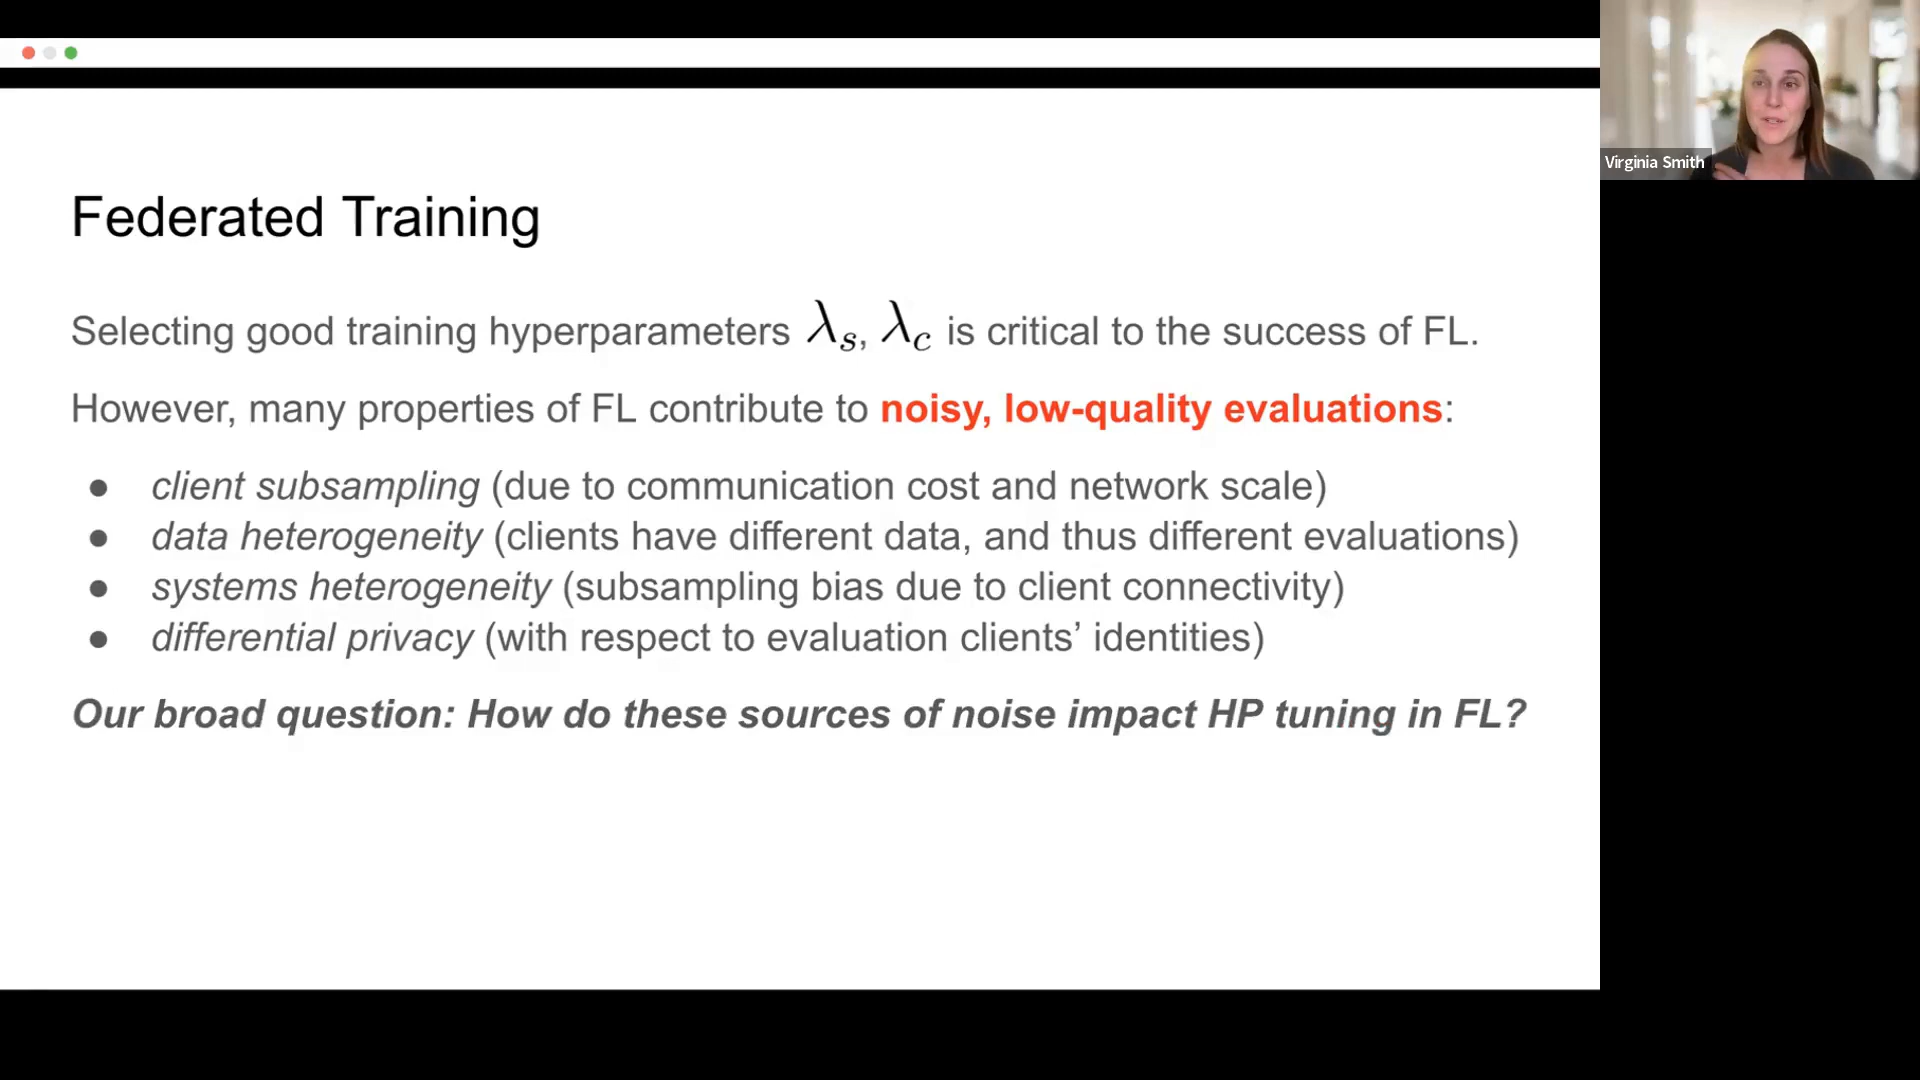 Federated Training
Selecting good training hyperparameters λs, λc is critical to the success of FL.
However, many properties of FL contribute to noisy, low-quality evaluations:
● client subsampling (due to communication cost and network scale)
● data heterogeneity (clients have different data, and thus different evaluations)
● systems heterogeneity (subsampling bias due to client connectivity)
● differential privacy (with respect to evaluation clients’ identities)
Our broad question: How do these sources of noise impact HP tuning in FL?
Virginia Smith